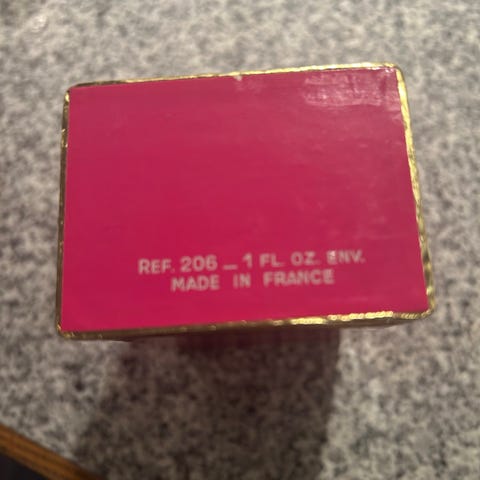 REF. 206 — 1 FL. OZ. ENV.
MADE IN FRANCE